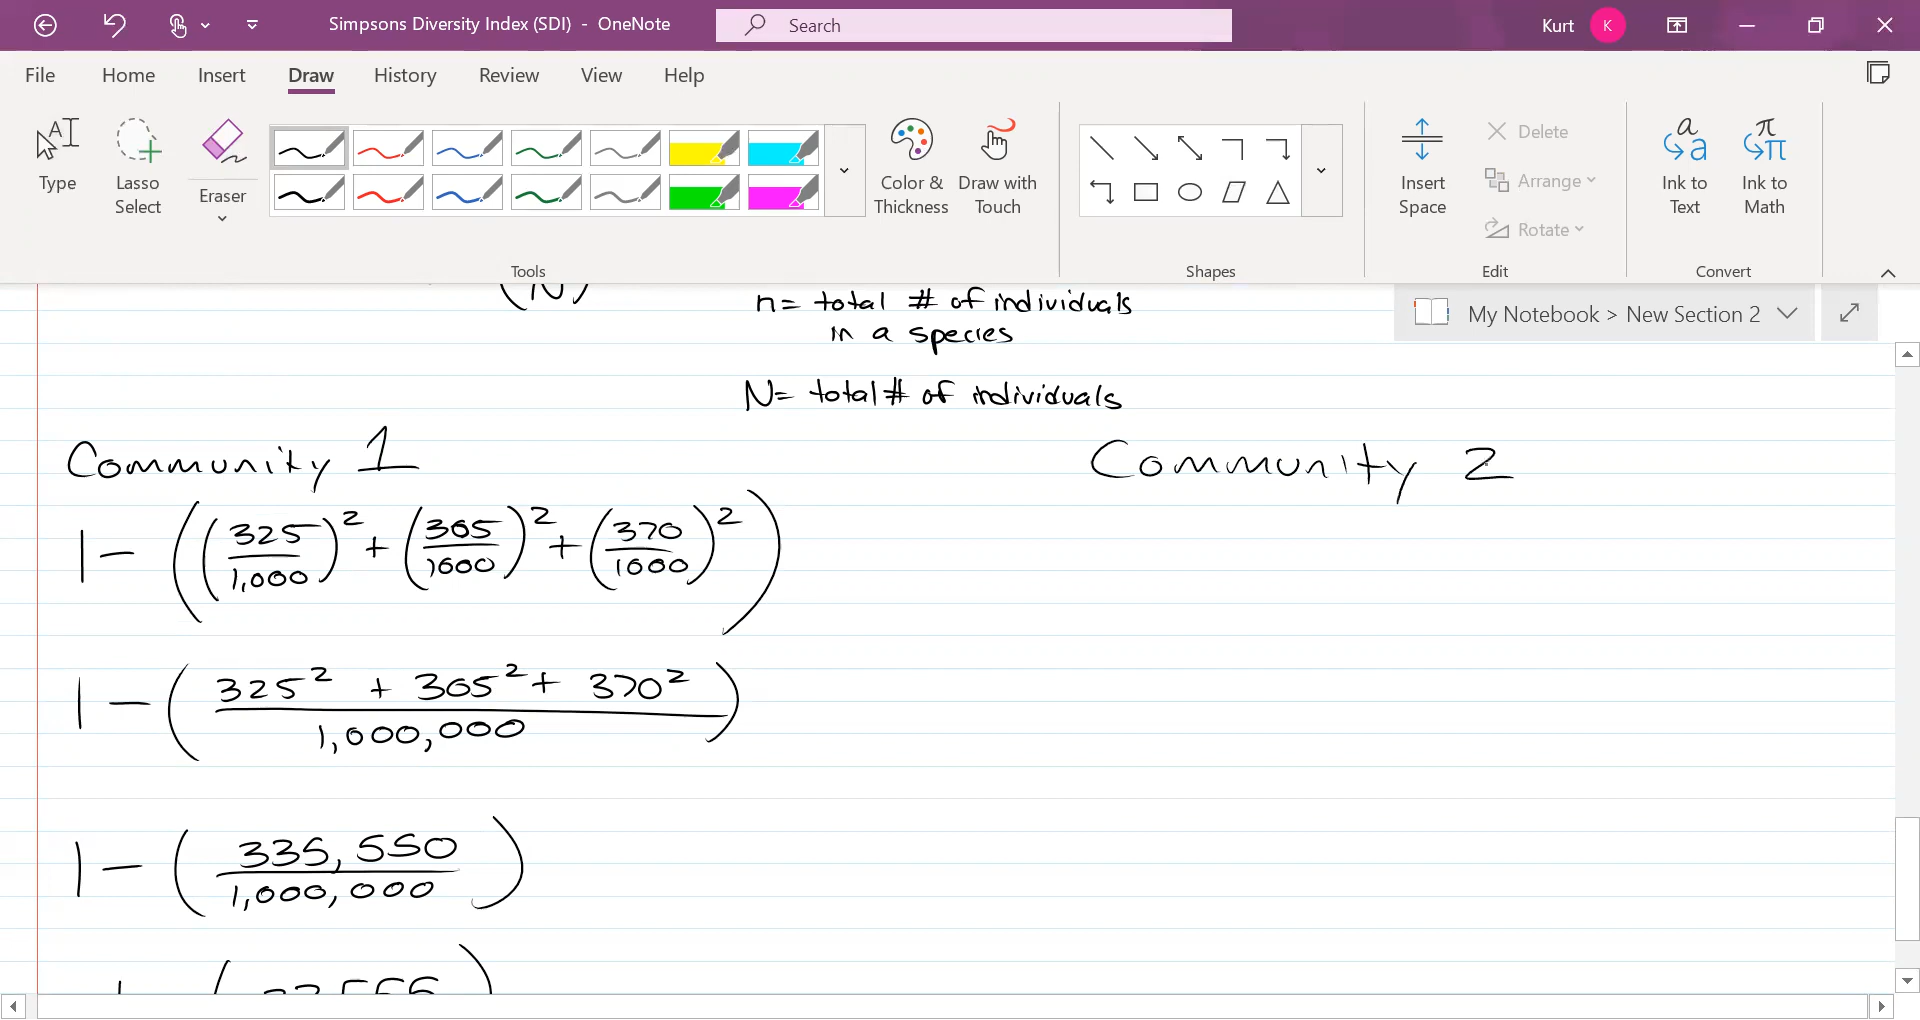 Simpsons Diversity Index (SDI) - OneNote
Search
Kurt K
File Home Insert Draw History Review View Help
Type
Lasso Select
Eraser
Color & Thickness
Draw with Touch
Insert Space
Delete
Arrange
Rotate
Ink to Text
Ink to Math
Tools Shapes Edit Convert
My Notebook > New Section 2
(N)
n= total # of individuals
in a species
N= total # of individuals
Community 1
Community 2
1 - ((325/1,000)² + (305/1000)² + (370/1000)²)
1 - (325² + 305² + 370² / 1,000,000)
1 - (335,550 / 1,000,000)